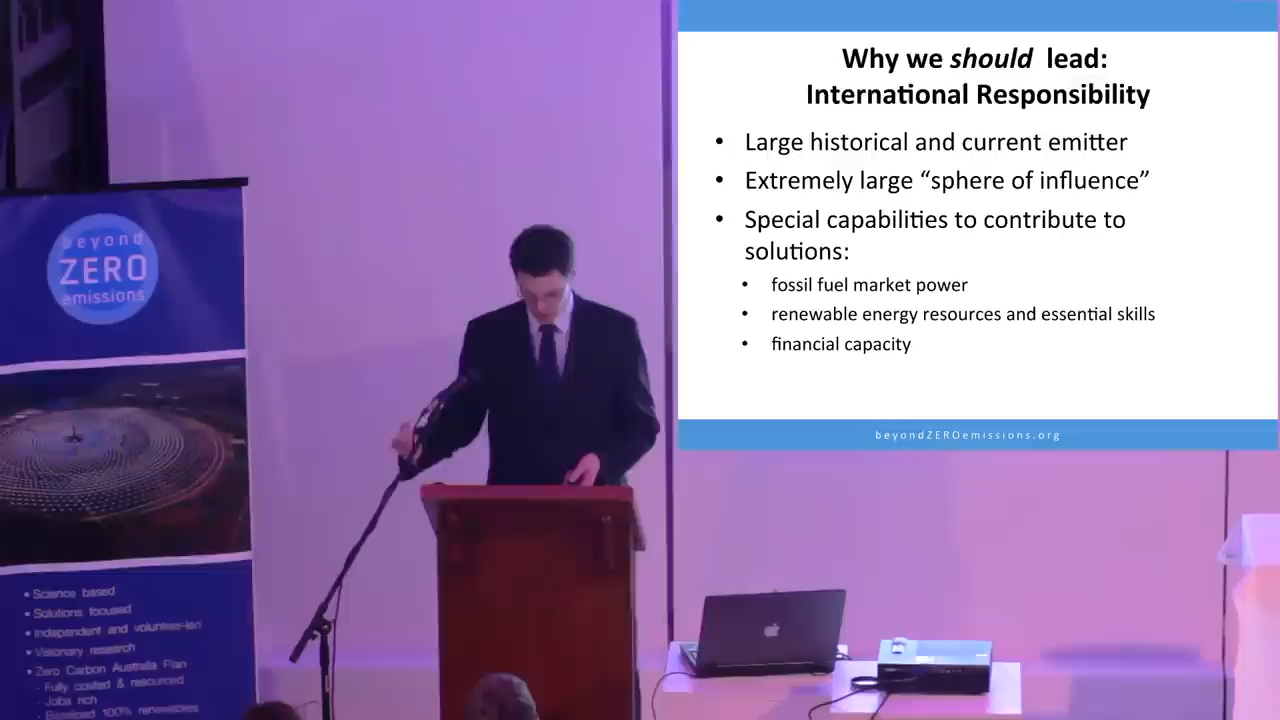 beyond
ZERO
emissions
• Science based
• Solutions focused
• Independent and volunteer-led
• Visionary research
• Zero Carbon Australia Plan
- Fully costed & resourced
- Jobs rich
- Baseload 100% renewables
Why we should lead:
International Responsibility
• Large historical and current emitter
• Extremely large “sphere of influence”
• Special capabilities to contribute to
solutions:
• fossil fuel market power
• renewable energy resources and essential skills
• financial capacity
beyondZEROemissions.org